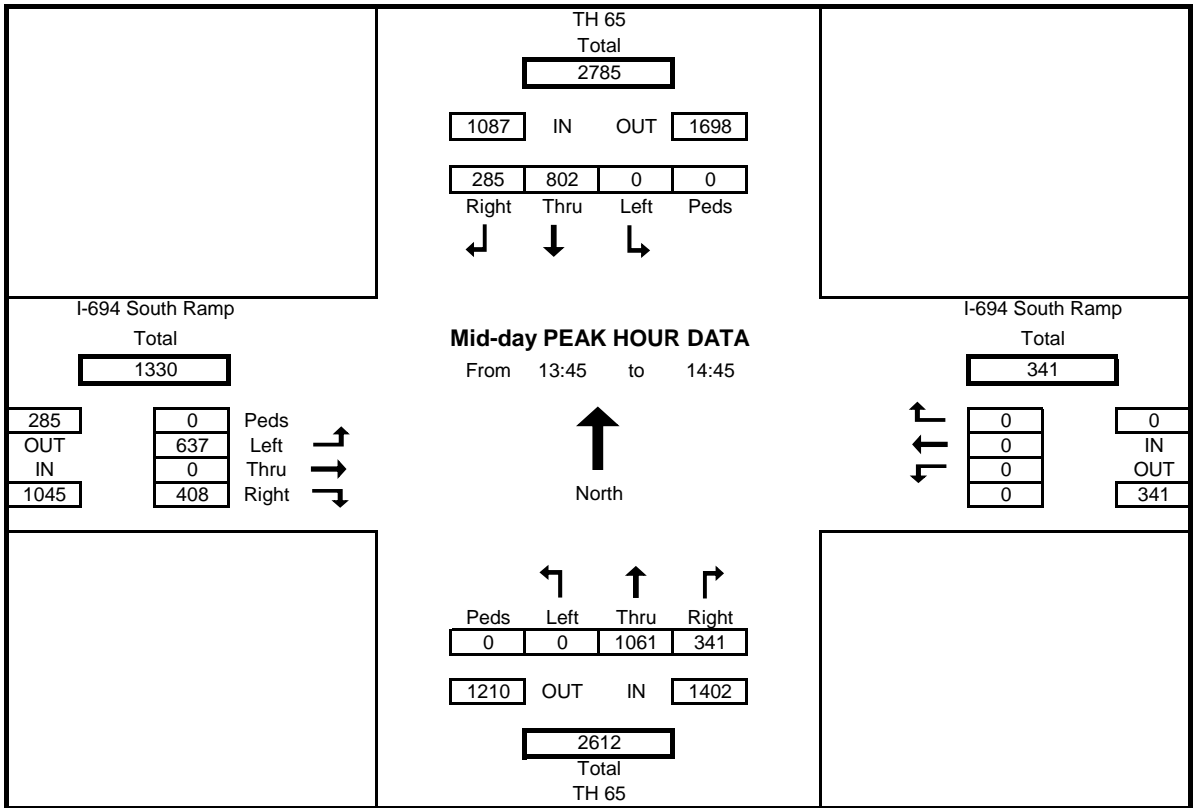 TH 65
Total
2785
1087 IN OUT 1698
285 802 0 0
Right Thru Left Peds
I-694 South Ramp
Total
1330
285
OUT
IN
1045
0 Peds
637 Left
0 Thru
408 Right
Mid-day PEAK HOUR DATA
From 13:45 to 14:45
North
I-694 South Ramp
Total
341
0
0
0
0
0
IN
OUT
341
Peds Left Thru Right
0 0 1061 341
1210 OUT IN 1402
2612
Total
TH 65